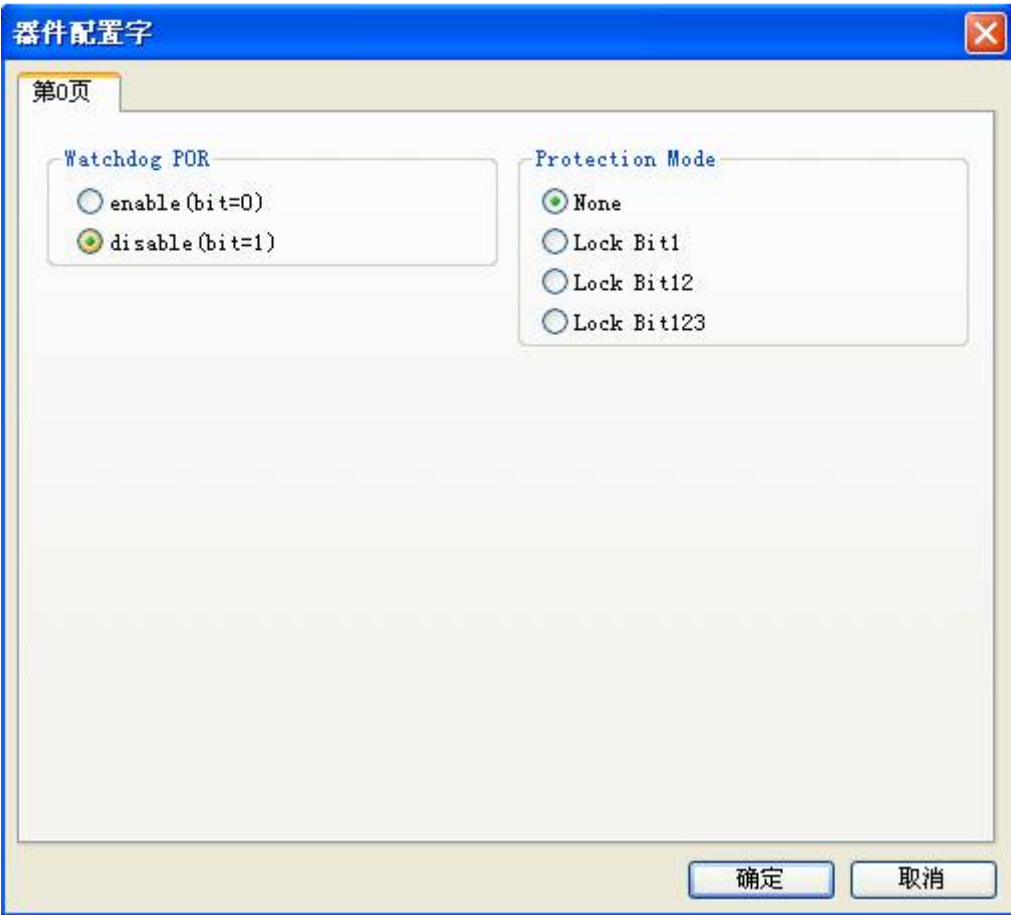 器件配置字
第0页
Watchdog POR
enable(bit=0)
disable(bit=1)
Protection Mode
None
Lock Bit1
Lock Bit12
Lock Bit123
确定
取消